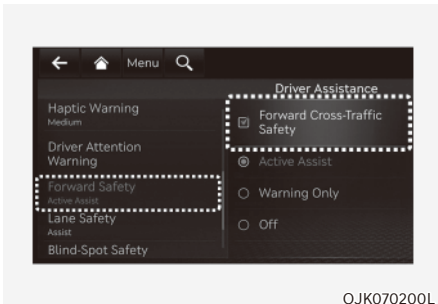 Menu
Driver Assistance
Haptic Warning
Medium
Driver Attention
Warning
Forward Safety
Active Assist
Lane Safety
Assist
Blind-Spot Safety
Forward Cross-Traffic
Safety
Active Assist
Warning Only
Off
OJK070200L